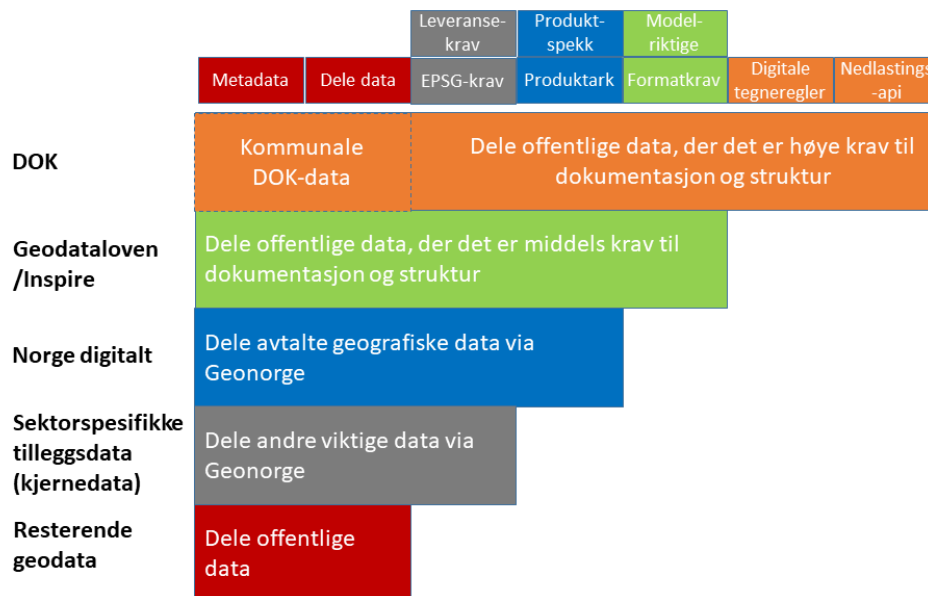 Leveranse-
krav
Produkt-
spekk
Modell-
riktige
Metadata
Dele data
EPSG-krav
Produktark
Formatkrav
Digitale
tegneregler
Nedlastings
-api
DOK
Kommunale
DOK-data
Dele offentlige data, der det er høye krav til
dokumentasjon og struktur
Geodataloven
/Inspire
Dele offentlige data, der det er middels krav til
dokumentasjon og struktur
Norge digitalt
Dele avtalte geografiske data via
Geonorge
Sektorspesifikke
tilleggsdata
(kjernedata)
Dele andre viktige data via
Geonorge
Resterende
geodata
Dele offentlige
data